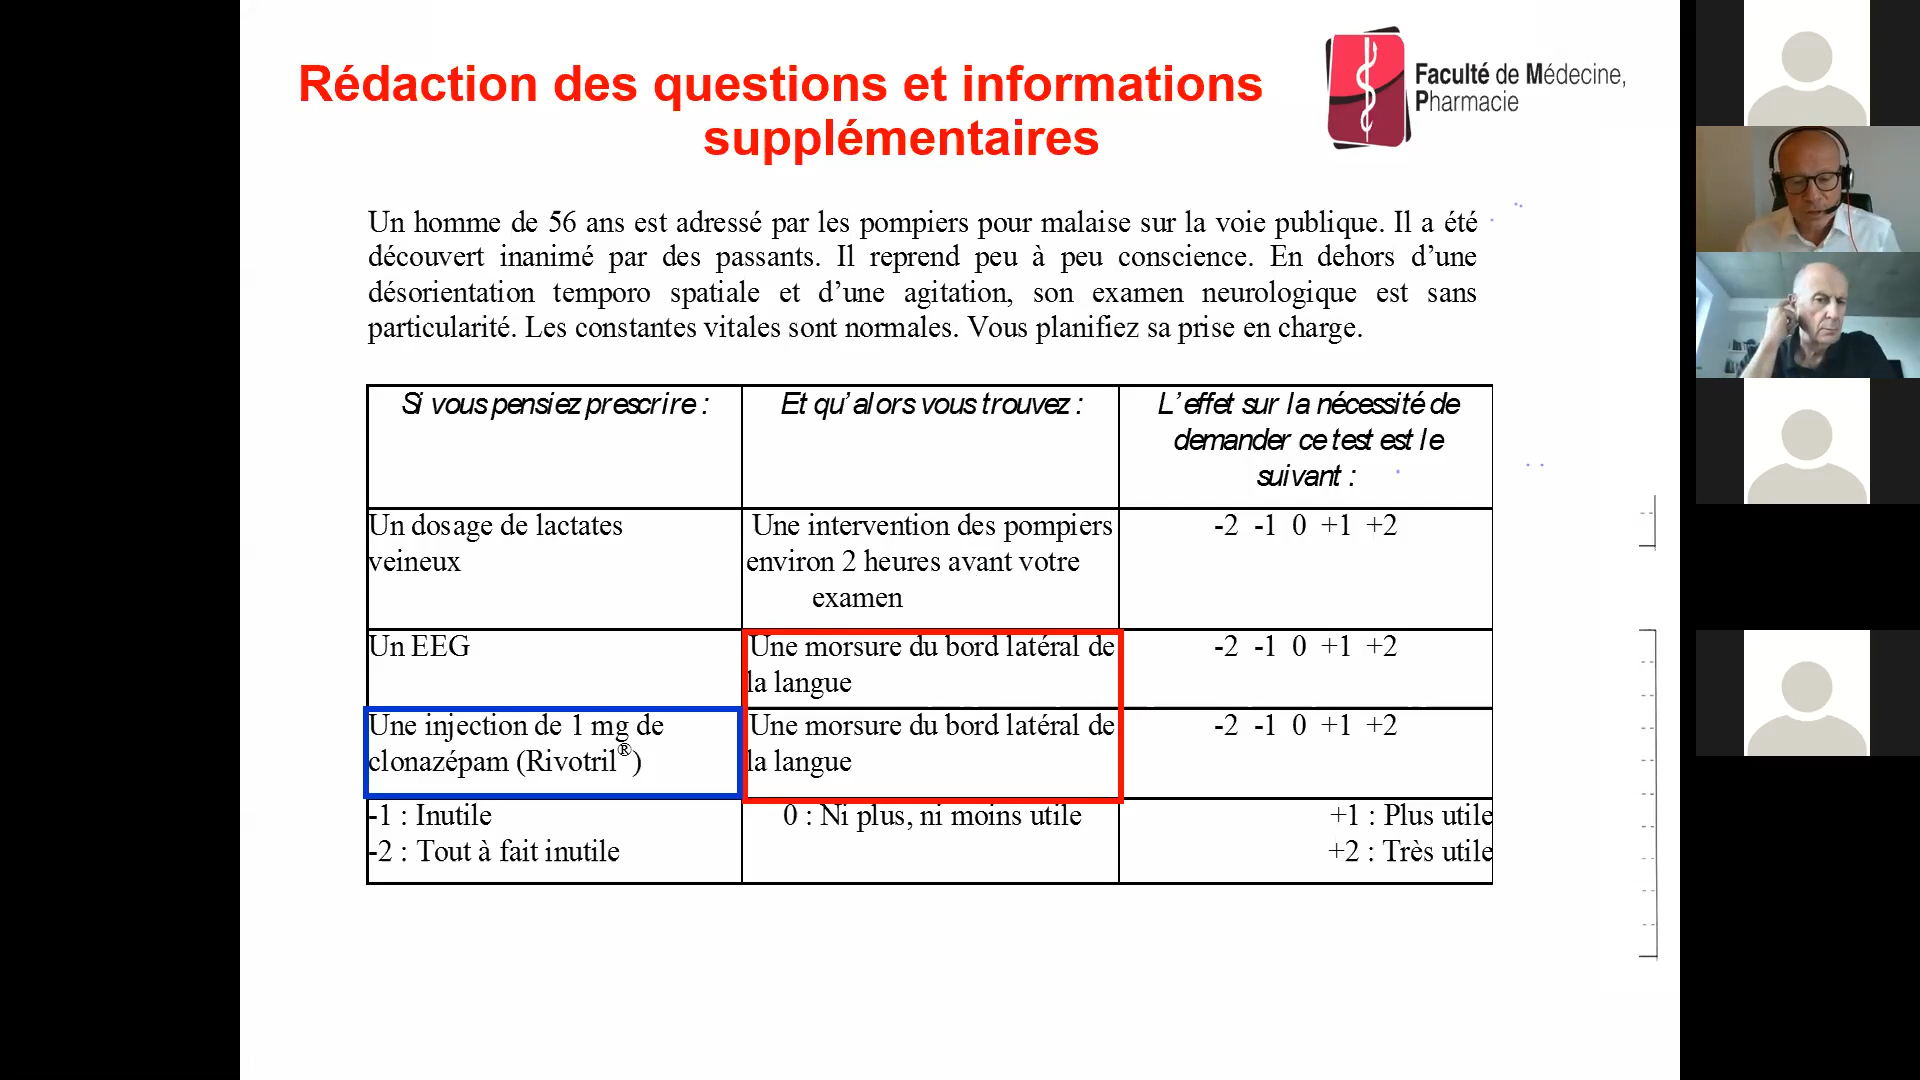 Rédaction des questions et informations
supplémentaires
Faculté de Médecine,
Pharmacie
Un homme de 56 ans est adressé par les pompiers pour malaise sur la voie publique. Il a été
découvert inanimé par des passants. Il reprend peu à peu conscience. En dehors d’une
désorientation temporo spatiale et d’une agitation, son examen neurologique est sans
particularité. Les constantes vitales sont normales. Vous planifiez sa prise en charge.
Si vous pensiez prescrire :
Et qu’alors vous trouvez :
L’effet sur la nécessité de
demander ce test est le
suivant :
Un dosage de lactates
veineux
Une intervention des pompiers
environ 2 heures avant votre
examen
-2 -1 0 +1 +2
Un EEG
Une morsure du bord latéral de
la langue
-2 -1 0 +1 +2
Une injection de 1 mg de
clonazépam (Rivotril®)
Une morsure du bord latéral de
la langue
-2 -1 0 +1 +2
-1 : Inutile
-2 : Tout à fait inutile
0 : Ni plus, ni moins utile
+1 : Plus utile
+2 : Très utile